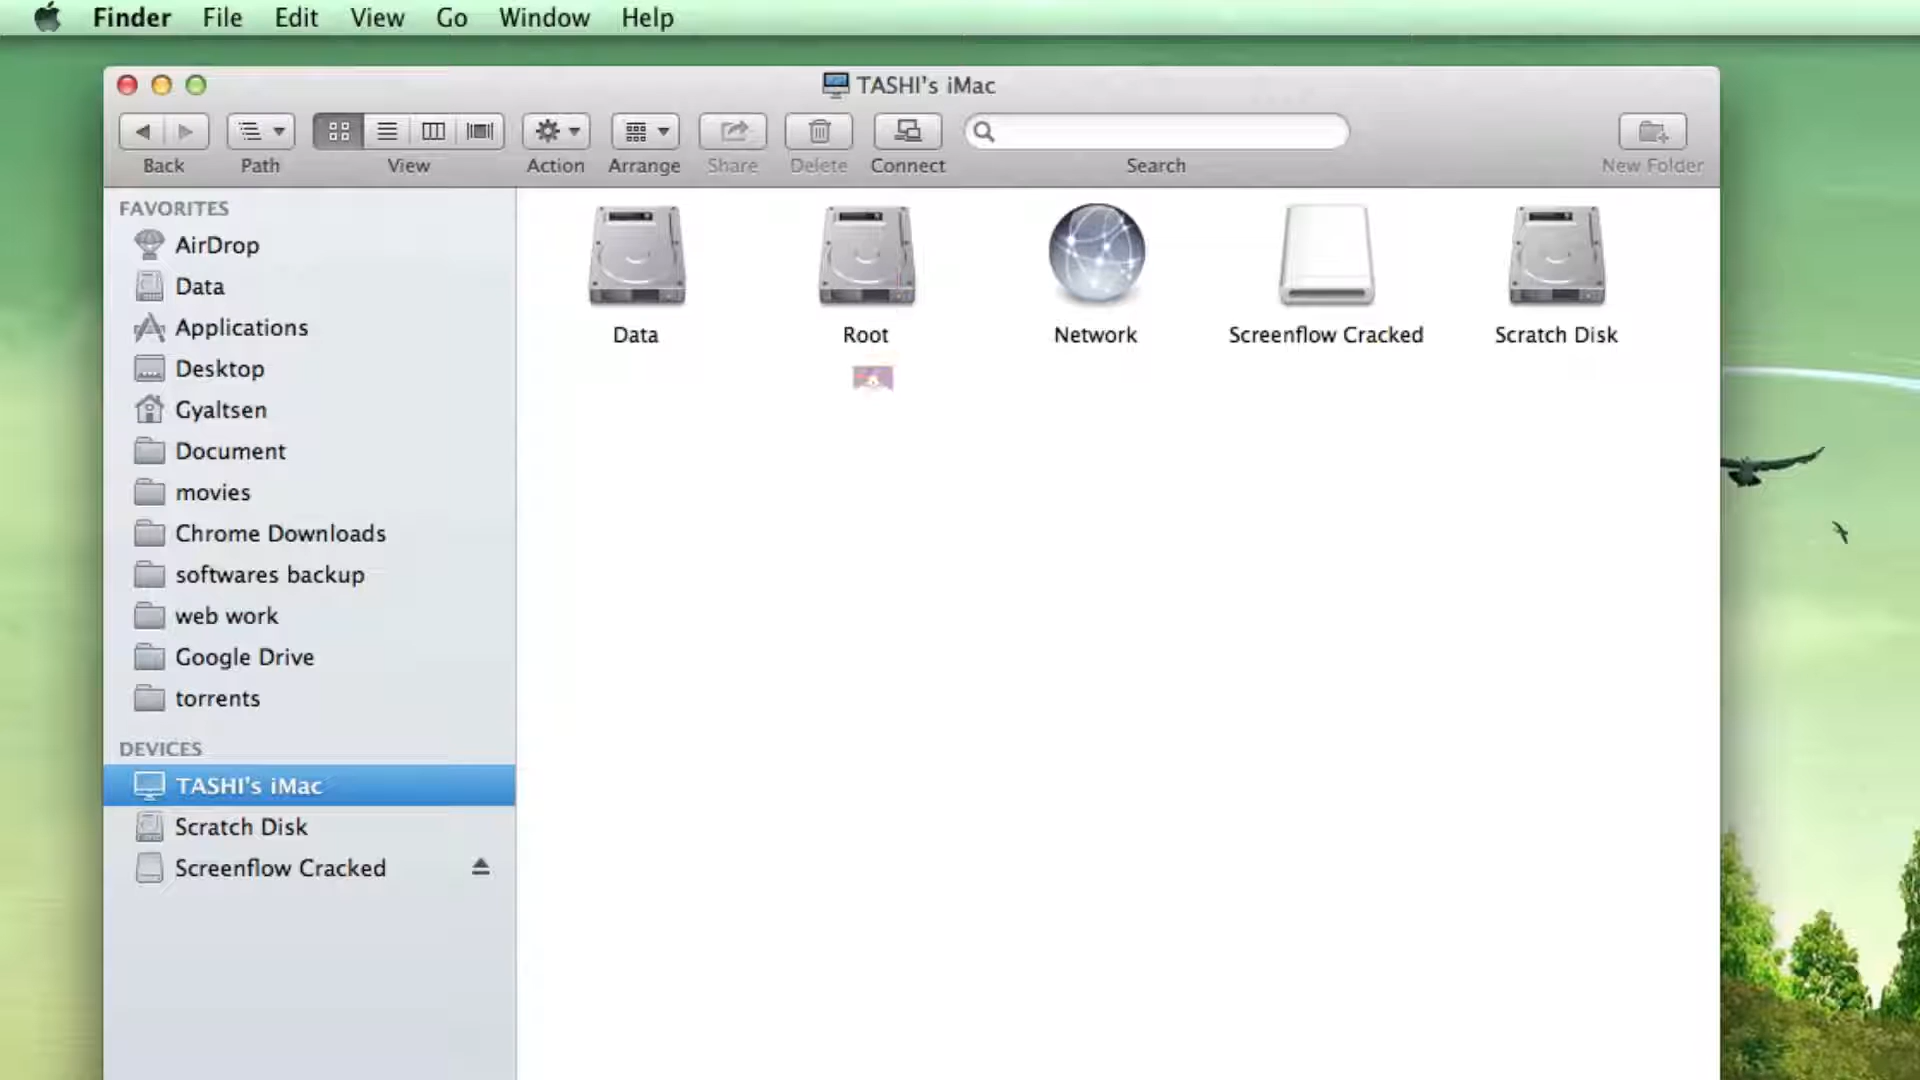 Finder File Edit View Go Window Help
TASHI's iMac
Back Path View Action Arrange Share Delete Connect Search New Folder
FAVORITES
AirDrop
Data
Applications
Desktop
Gyaltsen
Document
movies
Chrome Downloads
softwares backup
web work
Google Drive
torrents
DEVICES
TASHI's iMac
Scratch Disk
Screenflow Cracked
Data Root Network Screenflow Cracked Scratch Disk